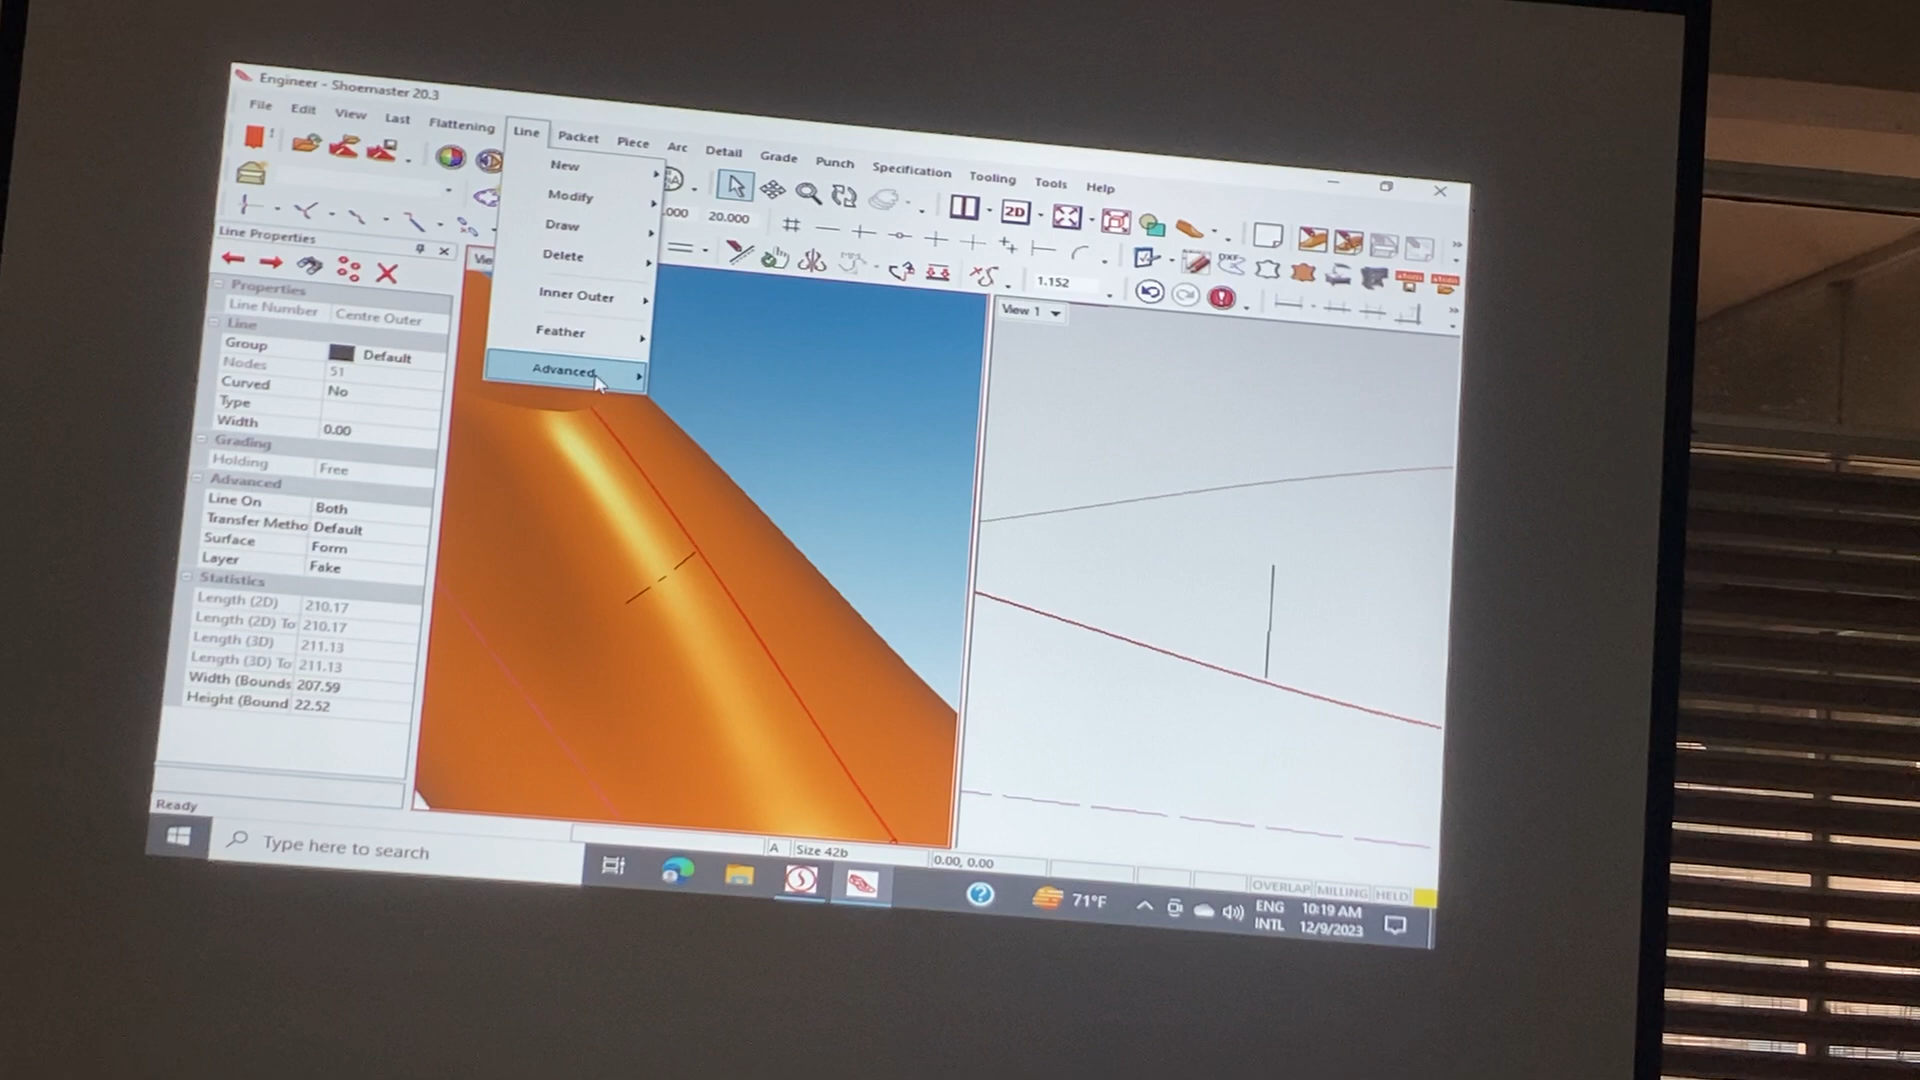 Engineer - Shoemaster 20.3
File Edit View Last Flattening Line Packet Piece Arc Detail Grade Punch Specification Tooling Tools Help
New
Modify
Draw
Delete
Inner Outer
Feather
Advanced
.000 20.000
2D
1.152
DXF
Line Properties
Properties
Line Number Centre Outer
Line
Group Default
Nodes 51
Curved No
Type
Width 0.00
Grading
Holding Free
Advanced
Line On Both
Transfer Metho Default
Surface Form
Layer Fake
Statistics
Length (2D) 210.17
Length (2D) To 210.17
Length (3D) 211.13
Length (3D) To 211.13
Width (Bounds 207.59
Height (Bound 22.52
Vie
View 1
Ready
A Size 42b 0.00, 0.00
OVERLAP MILLING HELD
Type here to search
71°F
ENG
INTL
10:19 AM
12/9/2023